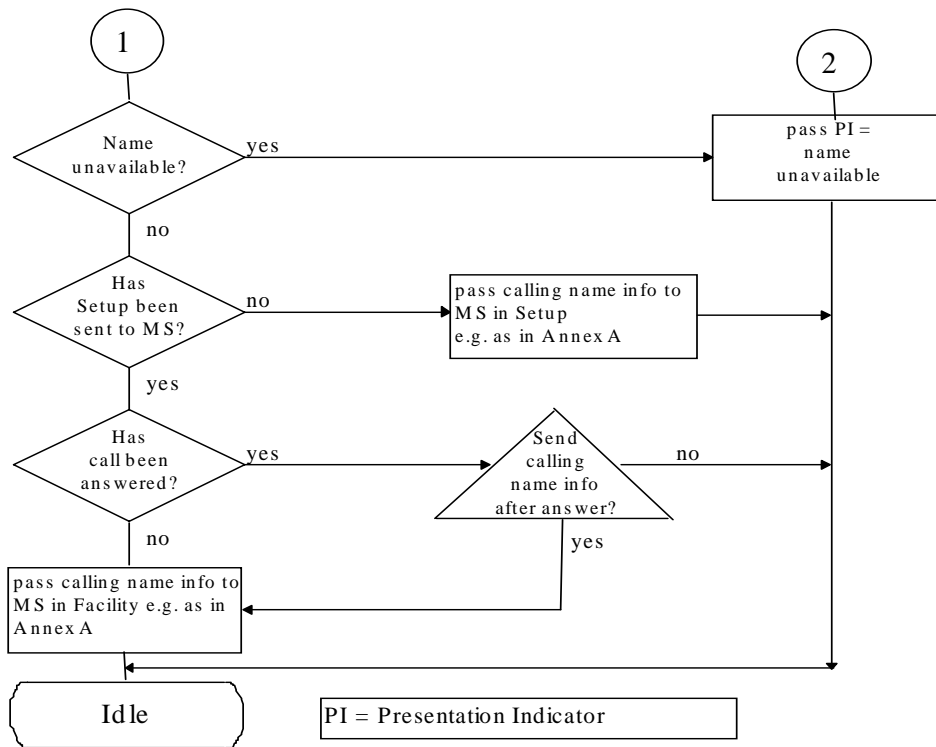 1
2
Name
unavailable?
yes
pass PI =
name
unavailable
no
Has
Setup been
sent to MS?
no
pass calling name info to
MS in Setup
e.g. as in Annex A
yes
Has
call been
answered?
yes
Send
calling
name info
after answer?
no
yes
no
pass calling name info to
MS in Facility e.g. as in
Annex A
Idle
PI = Presentation Indicator